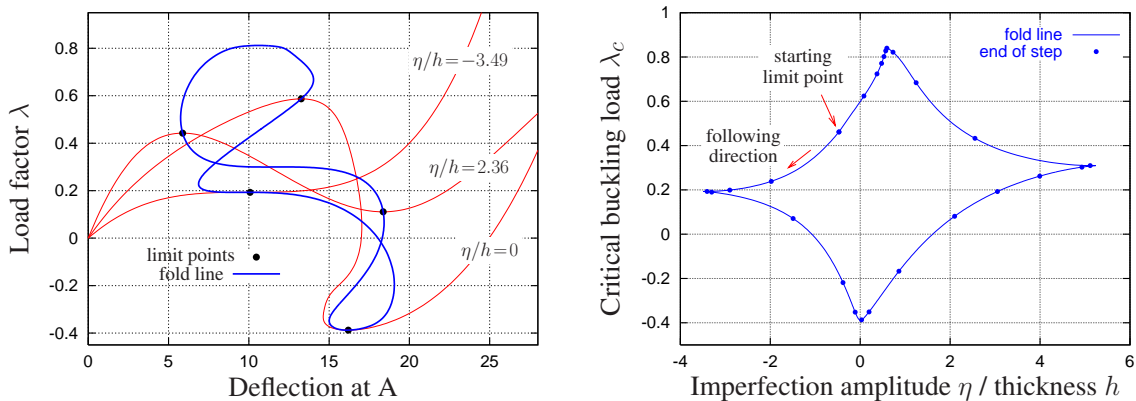 Load factor λ
0.8
0.6
0.4
0.2
0
-0.2
-0.4
0
5
10
15
20
25
η/h=−3.49
η/h=2.36
η/h=0
limit points
fold line
Deflection at A
Critical buckling load λc
1
0.8
0.6
0.4
0.2
0
-0.2
-0.4
-4
-2
0
2
4
6
fold line
end of step
starting
limit point
following
direction
Imperfection amplitude η / thickness h